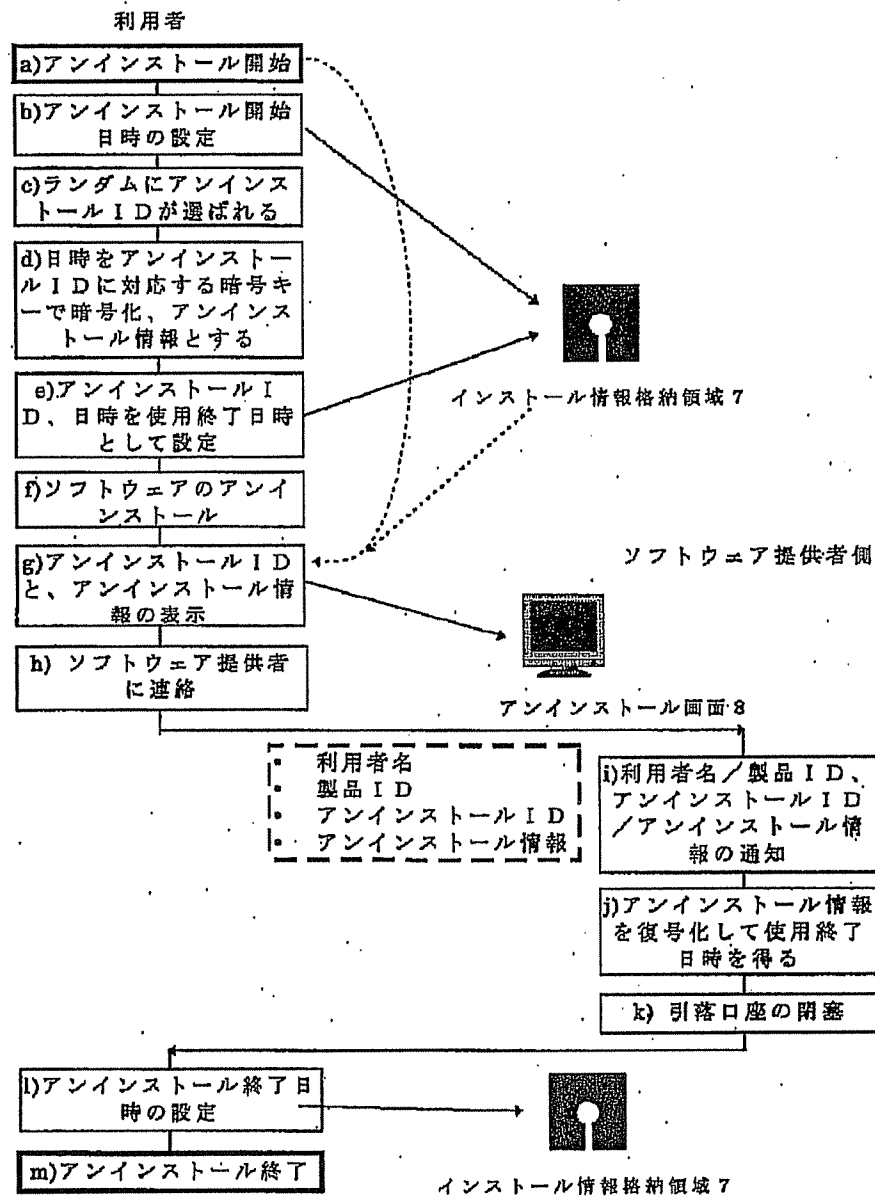 利用者
a)アンインストール開始
b)アンインストール開始
日時の設定
c)ランダムにアンインス
トールＩＤが選ばれる
d)日時をアンインストー
ルＩＤに対応する暗号キ
ーで暗号化、アンインス
トール情報とする
e)アンインストールＩ
Ｄ、日時を使用終了日時
として設定
インストール情報格納領域７
f)ソフトウェアのアンイ
ンストール
ソフトウェア提供者側
g)アンインストールＩＤ
と、アンインストール情
報の表示
h) ソフトウェア提供者
に連絡
アンインストール画面８
・ 利用者名
・ 製品ＩＤ
・ アンインストールＩＤ
・ アンインストール情報
i)利用者名／製品ＩＤ、
アンインストールＩＤ
／アンインストール情
報の通知
j)アンインストール情報
を復号化して使用終了
日時を得る
k) 引落口座の閉塞
l)アンインストール終了日
時の設定
m)アンインストール終了
インストール情報格納領域７